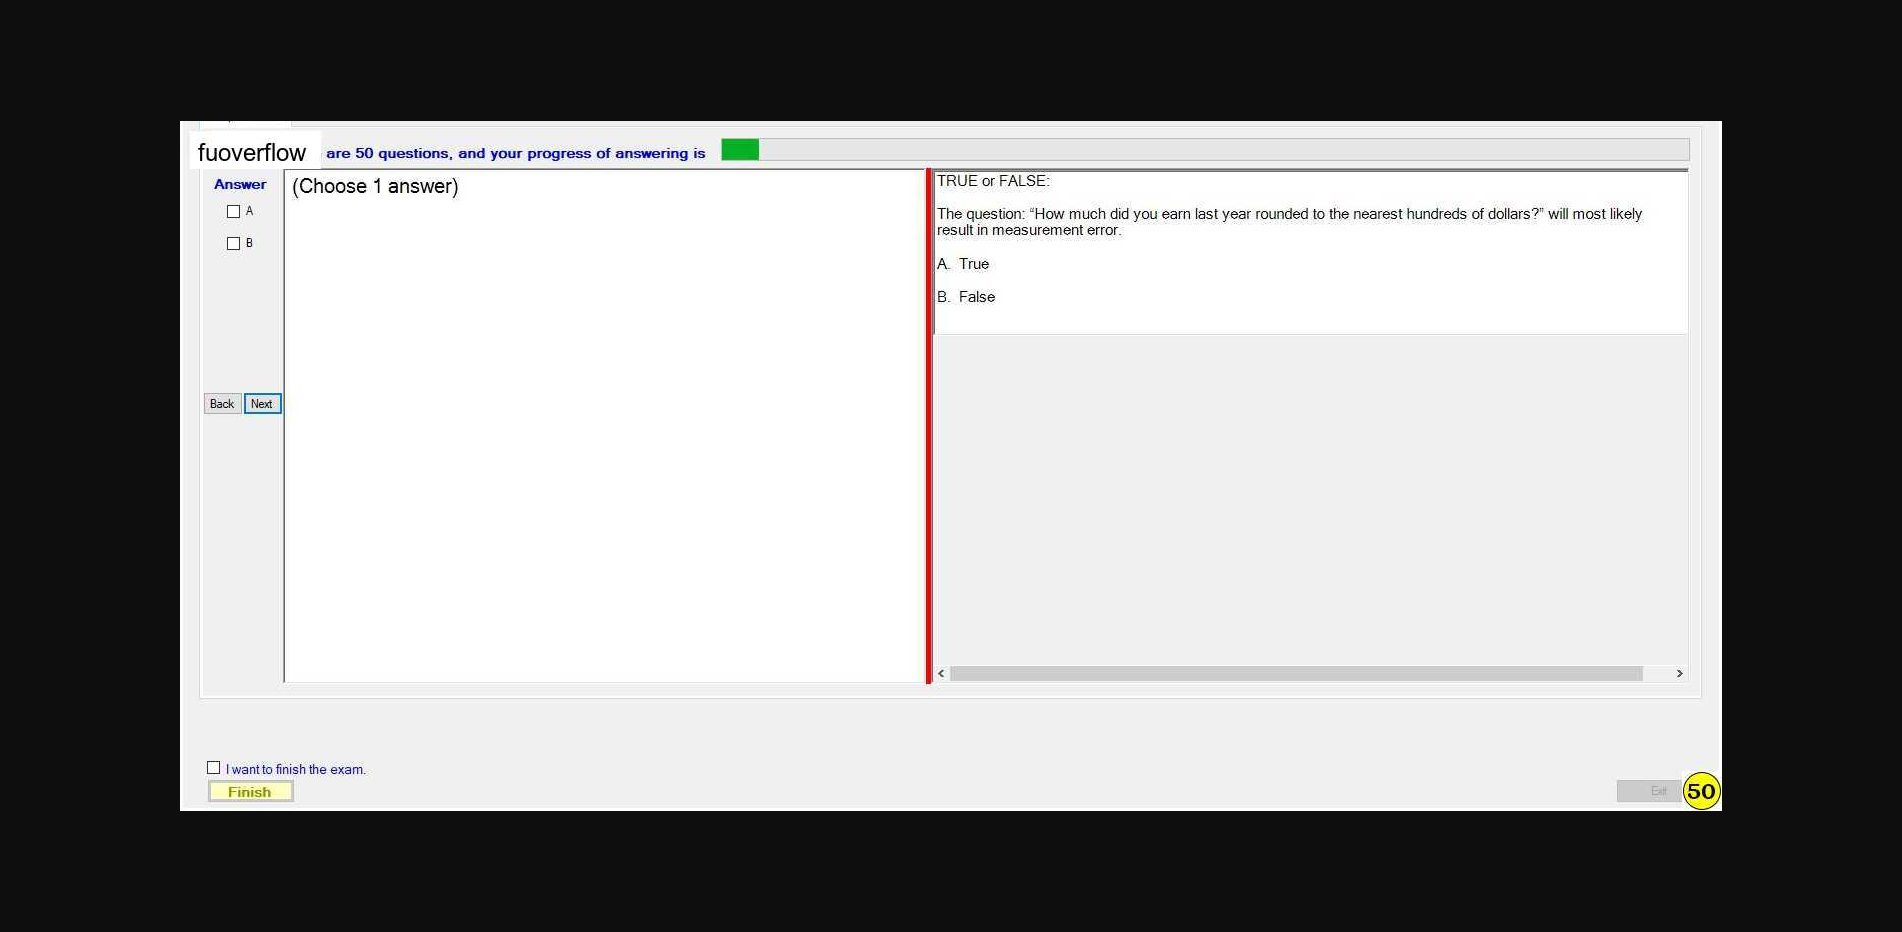 fuoverflow are 50 questions, and your progress of answering is
Answer
A
B
Back Next
(Choose 1 answer)
TRUE or FALSE:
The question: “How much did you earn last year rounded to the nearest hundreds of dollars?” will most likely
result in measurement error.
A. True
B. False
I want to finish the exam.
Finish
Exit
50